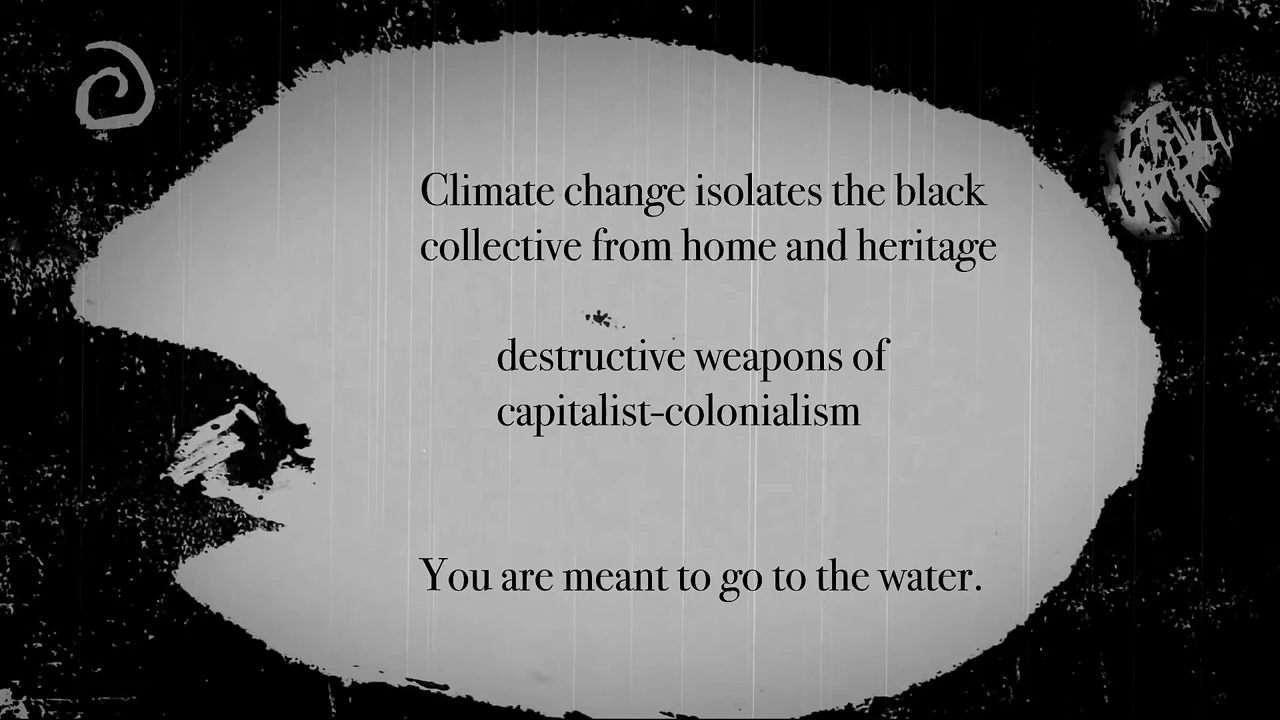 Climate change isolates the black
collective from home and heritage
destructive weapons of
capitalist-colonialism
You are meant to go to the water.